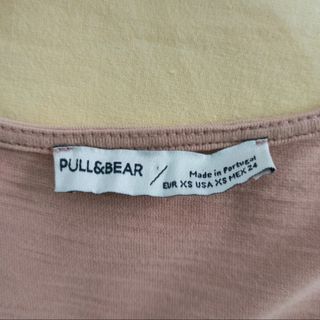 PULL&BEAR /
Made in Portugal
EUR XS USA XS MEX 24